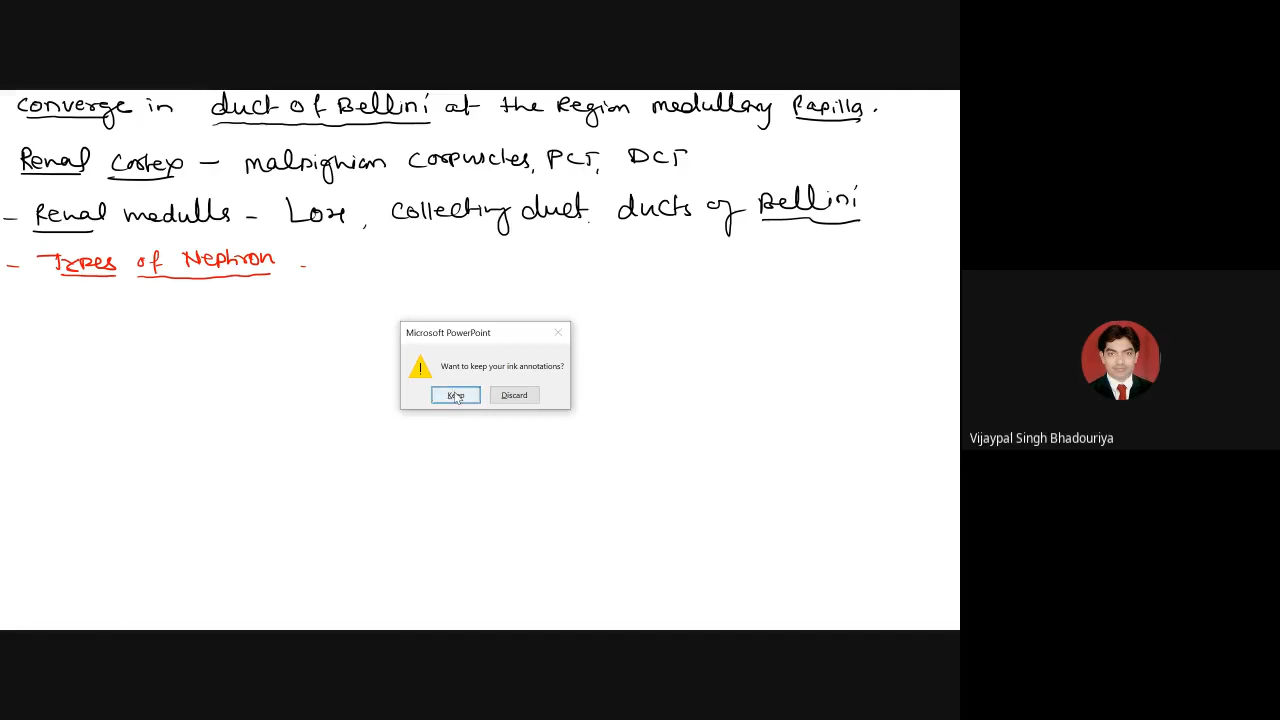 converge in duct of Bellini at the Region medullary Papilla.
Renal Cortex - malpighian corpuscles, PCT, DCT
- Renal medulla - LOH, collecting duct. ducts of Bellini
- Types of Nephron -
Microsoft PowerPoint
Want to keep your ink annotations?
Keep Discard
Vijaypal Singh Bhadouriya